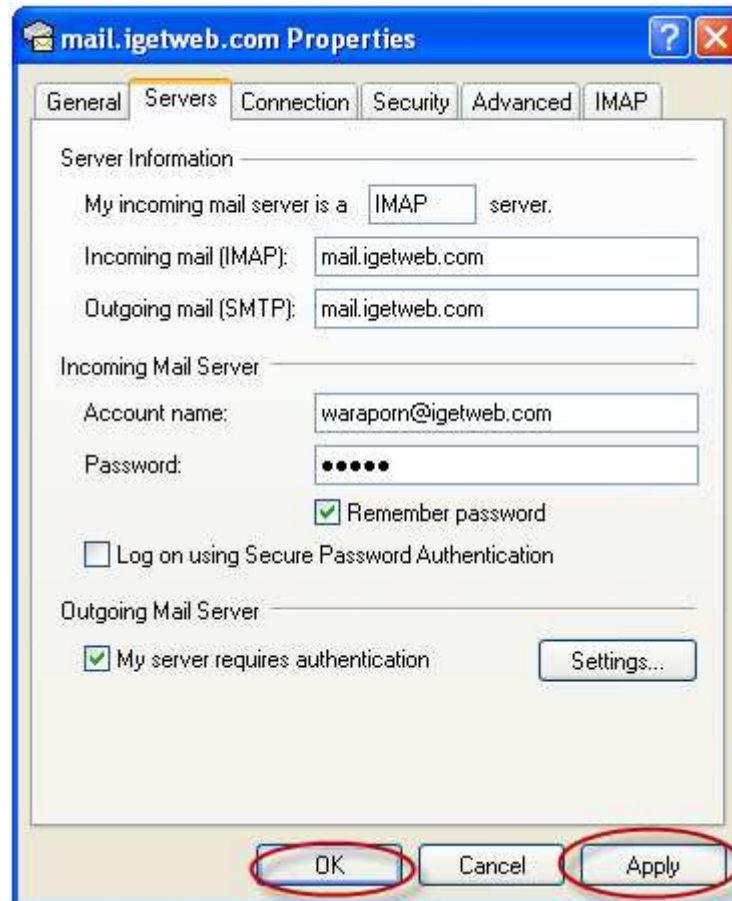 mail.igetweb.com Properties
General Servers Connection Security Advanced IMAP
Server Information
My incoming mail server is a IMAP server.
Incoming mail (IMAP): mail.igetweb.com
Outgoing mail (SMTP): mail.igetweb.com
Incoming Mail Server
Account name: waraporn@igetweb.com
Password: •••••
Remember password
Log on using Secure Password Authentication
Outgoing Mail Server
My server requires authentication Settings...
OK Cancel Apply